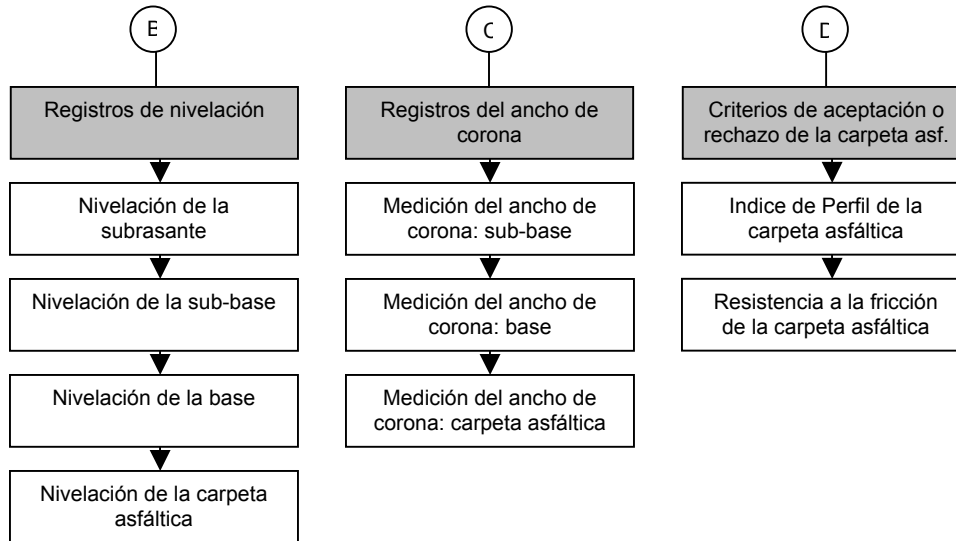 E
Registros de nivelación
Nivelación de la
subrasante
Nivelación de la sub-base
Nivelación de la base
Nivelación de la carpeta
asfáltica
C
Registros del ancho de
corona
Medición del ancho de
corona: sub-base
Medición del ancho de
corona: base
Medición del ancho de
corona: carpeta asfáltica
Criterios de aceptación o
rechazo de la carpeta asf.
Indice de Perfil de la
carpeta asfáltica
Resistencia a la fricción
de la carpeta asfáltica